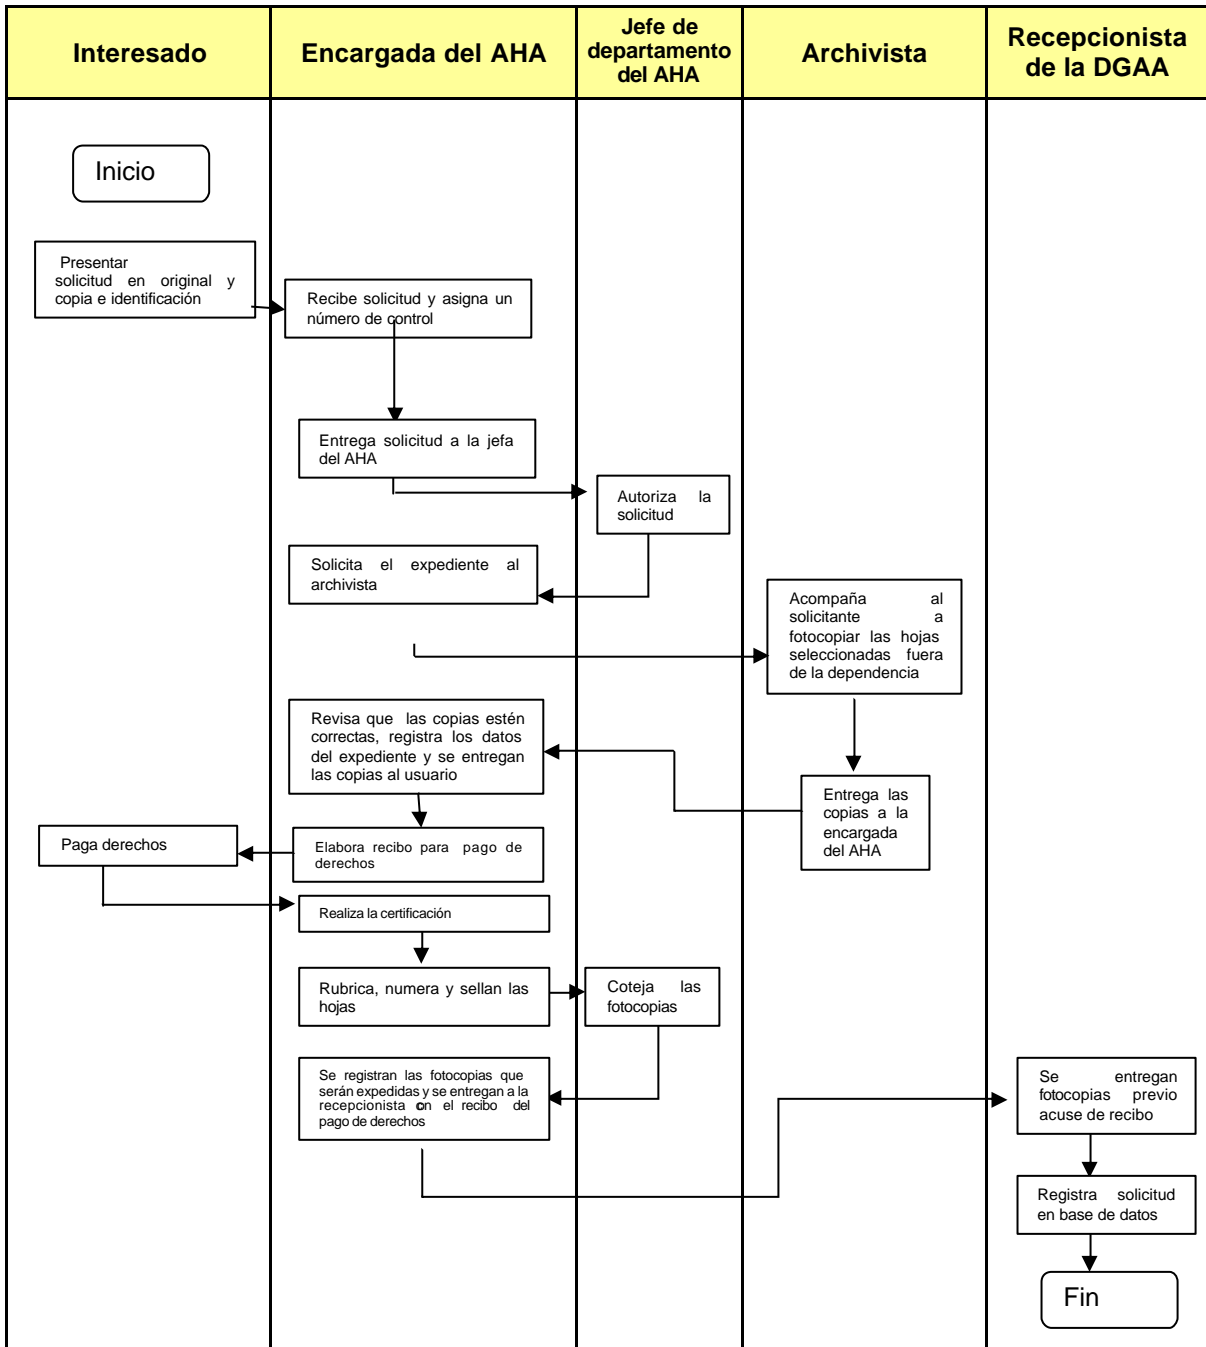 Interesado
Encargada del AHA
Jefe de
departamento
del AHA
Archivista
Recepcionista
de la DGAA
Inicio
Presentar
solicitud en original y
copia e identificación
Recibe solicitud y asigna un
número de control
Entrega solicitud a la jefa
del AHA
Autoriza la
solicitud
Solicita el expediente al
archivista
Acompaña al
solicitante a
fotocopiar las hojas
seleccionadas fuera
de la dependencia
Revisa que las copias estén
correctas, registra los datos
del expediente y se entregan
las copias al usuario
Entrega las
copias a la
encargada
del AHA
Paga derechos
Elabora recibo para pago de
derechos
Realiza la certificación
Rubrica, numera y sellan las
hojas
Coteja las
fotocopias
Se registran las fotocopias que
serán expedidas y se entregan a la
recepcionista con el recibo del
pago de derechos
Se entregan
fotocopias previo
acuse de recibo
Registra solicitud
en base de datos
Fin